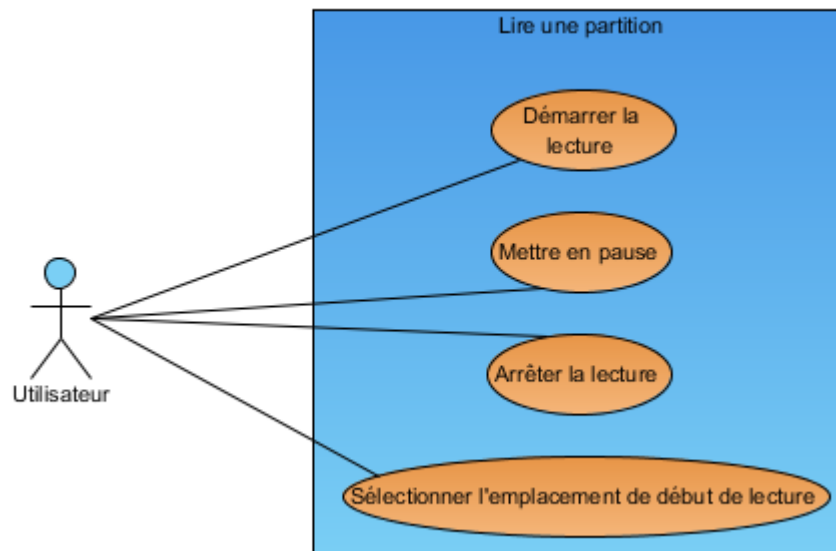 Lire une partition
Démarrer la
lecture
Mettre en pause
Arrêter la lecture
Utilisateur
Sélectionner l'emplacement de début de lecture